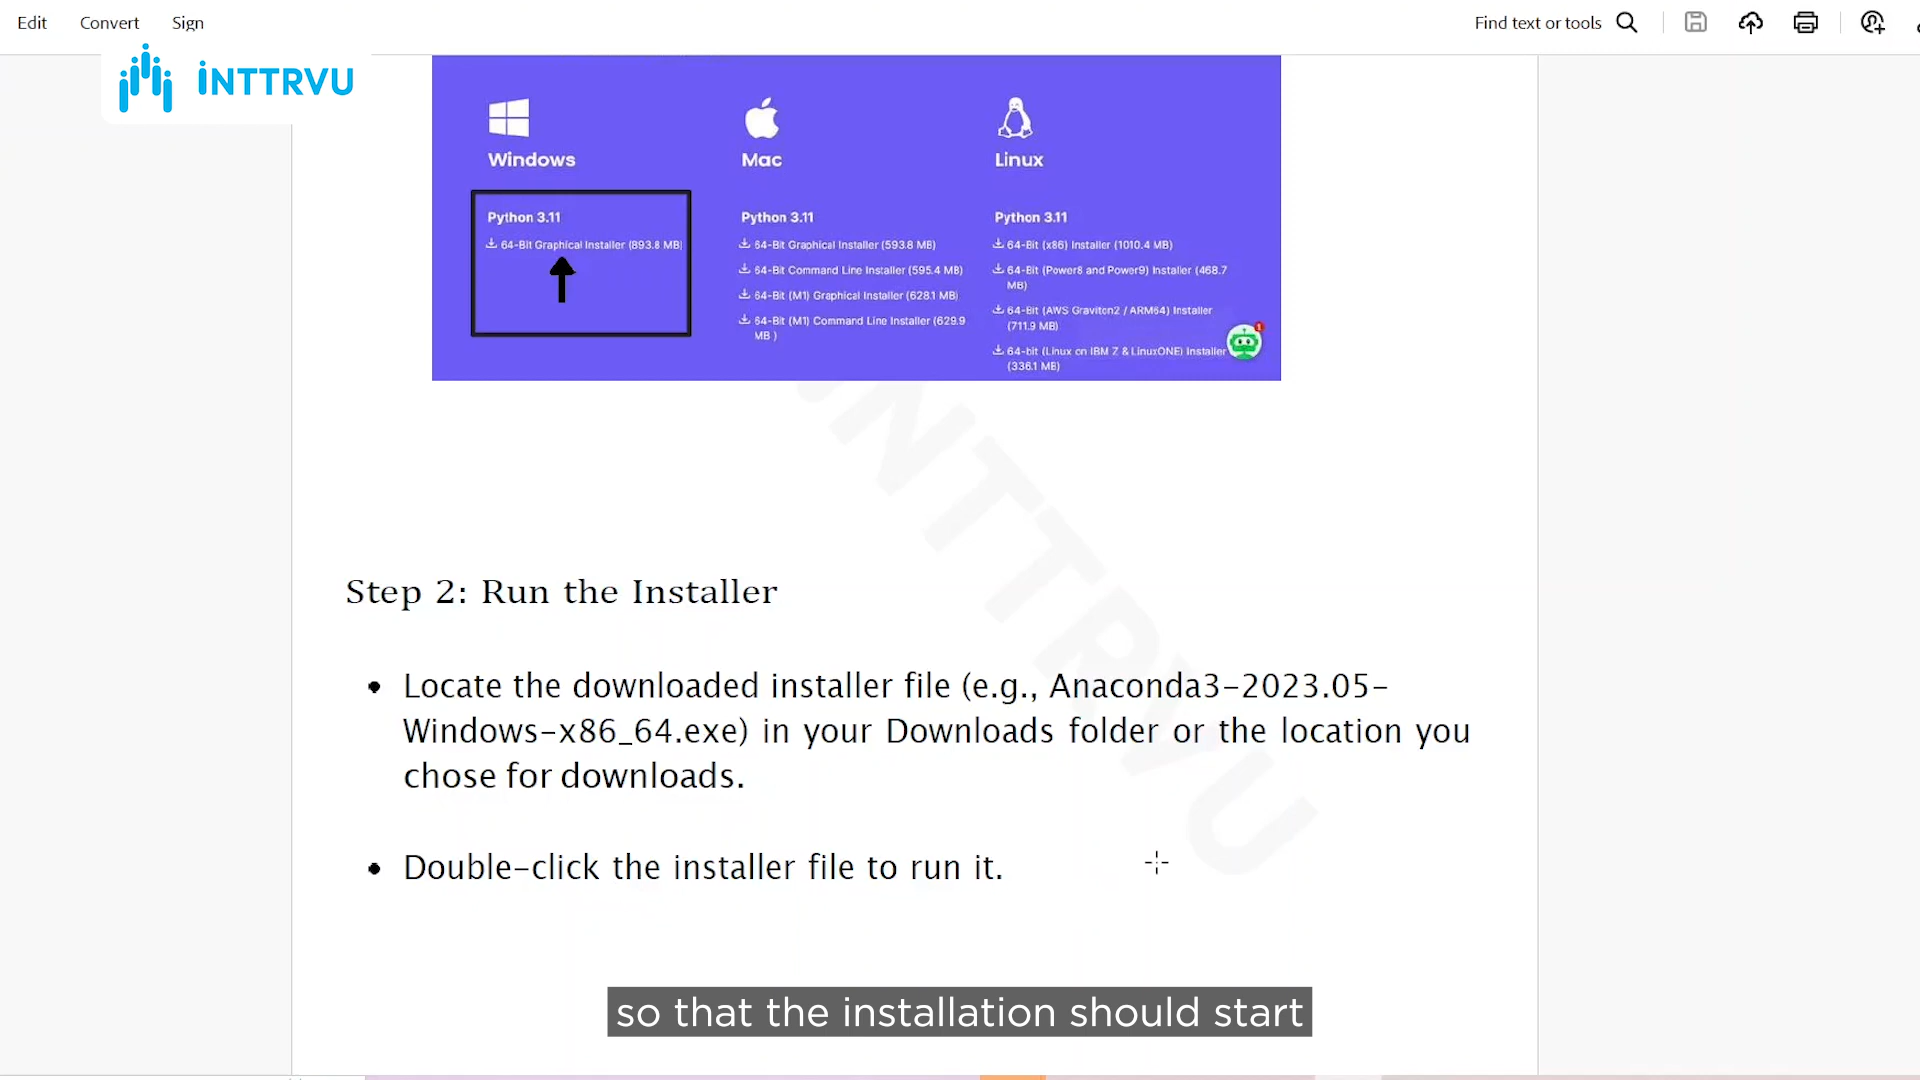 Edit Convert Sign Find text or tools
INTTRVU
Windows Mac Linux
Python 3.11
64-Bit Graphical Installer (893.8 MB)
Python 3.11
64-Bit Graphical Installer (593.8 MB)
64-Bit Command Line Installer (595.4 MB)
64-Bit (M1) Graphical Installer (628.1 MB)
64-Bit (M1) Command Line Installer (629.9
MB )
Python 3.11
64-Bit (x86) Installer (1010.4 MB)
64-Bit (Power8 and Power9) Installer (468.7
MB)
64-Bit (AWS Graviton2 / ARM64) Installer
(711.9 MB)
64-bit (Linux on IBM Z & LinuxONE) Installer
(336.1 MB)
1
INTTRVU
Step 2: Run the Installer
• Locate the downloaded installer file (e.g., Anaconda3-2023.05-
Windows-x86_64.exe) in your Downloads folder or the location you
chose for downloads.
• Double-click the installer file to run it.
so that the installation should start